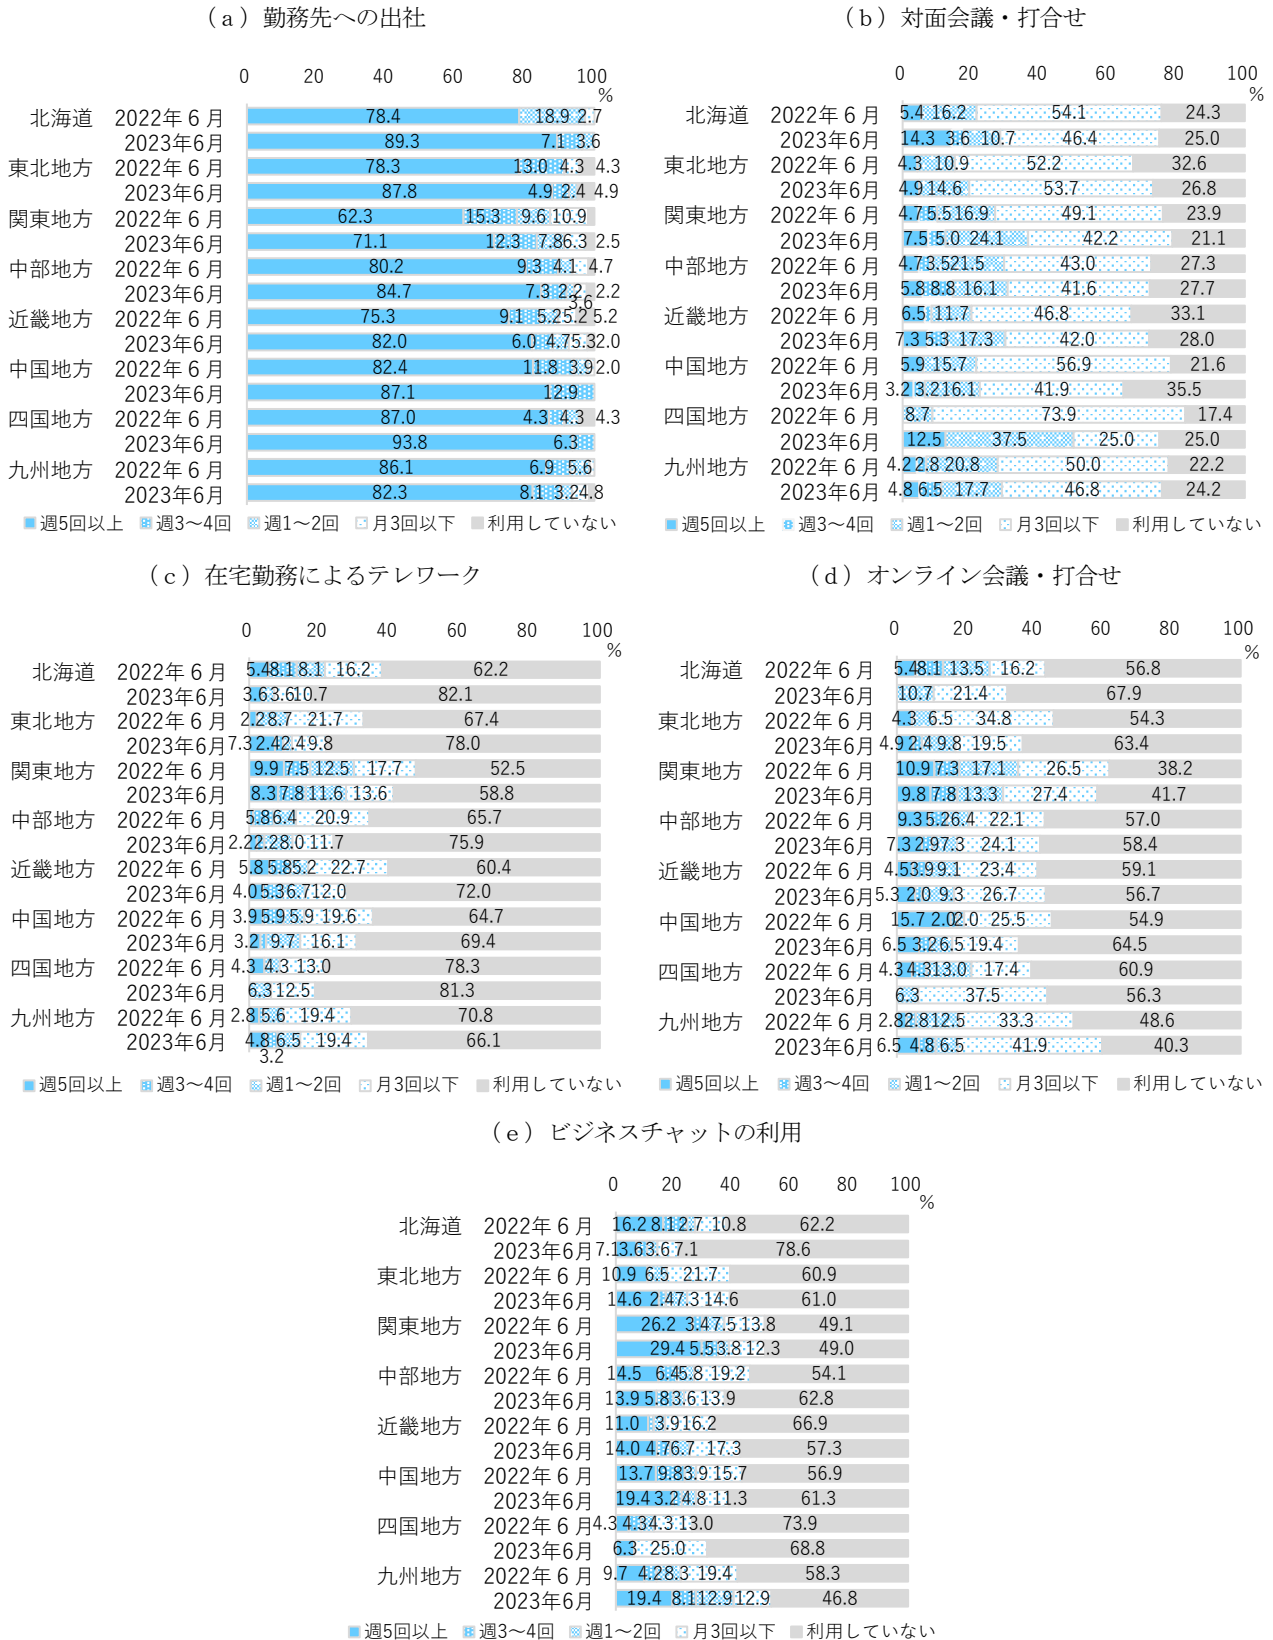 （ａ）勤務先への出社
0 20 40 60 80 100
%
北海道 2022年６月 78.4 18.9 2.7
2023年6月 89.3 7.1 3.6
東北地方 2022年６月 78.3 13.0 4.3 4.3
2023年6月 87.8 4.9 2.4 4.9
関東地方 2022年６月 62.3 15.3 9.6 10.9
2023年6月 71.1 12.3 7.8 6.3 2.5
中部地方 2022年６月 80.2 9.3 4.1 4.7
2023年6月 84.7 7.3 2.2 3.6 2.2
近畿地方 2022年６月 75.3 9.1 5.2 5.2 5.2
2023年6月 82.0 6.0 4.7 5.3 2.0
中国地方 2022年６月 82.4 11.8 3.9 2.0
2023年6月 87.1 12.9
四国地方 2022年６月 87.0 4.3 4.3 4.3
2023年6月 93.8 6.3
九州地方 2022年６月 86.1 6.9 5.6
2023年6月 82.3 8.1 3.2 4.8
週5回以上 週3～4回 週1～2回 月3回以下 利用していない
（ｂ）対面会議・打合せ
0 20 40 60 80 100
%
北海道 2022年６月 5.4 16.2 54.1 24.3
2023年6月 14.3 3.6 10.7 46.4 25.0
東北地方 2022年６月 4.3 10.9 52.2 32.6
2023年6月 4.9 14.6 53.7 26.8
関東地方 2022年６月 4.7 5.5 16.9 49.1 23.9
2023年6月 7.5 5.0 24.1 42.2 21.1
中部地方 2022年６月 4.7 3.5 21.5 43.0 27.3
2023年6月 5.8 8.8 16.1 41.6 27.7
近畿地方 2022年６月 6.5 11.7 46.8 33.1
2023年6月 7.3 5.3 17.3 42.0 28.0
中国地方 2022年６月 5.9 15.7 56.9 21.6
2023年6月 3.2 3.2 16.1 41.9 35.5
四国地方 2022年６月 8.7 73.9 17.4
2023年6月 12.5 37.5 25.0 25.0
九州地方 2022年６月 4.2 2.8 20.8 50.0 22.2
2023年6月 4.8 6.5 17.7 46.8 24.2
週5回以上 週3～4回 週1～2回 月3回以下 利用していない
（ｃ）在宅勤務によるテレワーク
0 20 40 60 80 100
%
北海道 2022年６月 5.4 8.1 8.1 16.2 62.2
2023年6月 3.6 3.6 10.7 82.1
東北地方 2022年６月 2.2 8.7 21.7 67.4
2023年6月 7.3 2.4 2.4 9.8 78.0
関東地方 2022年６月 9.9 7.5 12.5 17.7 52.5
2023年6月 8.3 7.8 11.6 13.6 58.8
中部地方 2022年６月 5.8 6.4 20.9 65.7
2023年6月 2.2 2.2 8.0 11.7 75.9
近畿地方 2022年６月 5.8 5.8 5.2 22.7 60.4
2023年6月 4.0 5.3 6.7 12.0 72.0
中国地方 2022年６月 3.9 5.9 5.9 19.6 64.7
2023年6月 3.2 9.7 16.1 69.4
四国地方 2022年６月 4.3 4.3 13.0 78.3
2023年6月 6.3 12.5 81.3
九州地方 2022年６月 2.8 5.6 19.4 70.8
2023年6月 4.8 3.2 6.5 19.4 66.1
週5回以上 週3～4回 週1～2回 月3回以下 利用していない
（ｄ）オンライン会議・打合せ
0 20 40 60 80 100
%
北海道 2022年６月 5.4 8.1 13.5 16.2 56.8
2023年6月 10.7 21.4 67.9
東北地方 2022年６月 4.3 6.5 34.8 54.3
2023年6月 4.9 2.4 9.8 19.5 63.4
関東地方 2022年６月 10.9 7.3 17.1 26.5 38.2
2023年6月 9.8 7.8 13.3 27.4 41.7
中部地方 2022年６月 9.3 5.2 6.4 22.1 57.0
2023年6月 7.3 2.9 7.3 24.1 58.4
近畿地方 2022年６月 4.5 3.9 9.1 23.4 59.1
2023年6月 5.3 2.0 9.3 26.7 56.7
中国地方 2022年６月 15.7 2.0 2.0 25.5 54.9
2023年6月 6.5 3.2 6.5 19.4 64.5
四国地方 2022年６月 4.3 4.3 13.0 17.4 60.9
2023年6月 6.3 37.5 56.3
九州地方 2022年６月 2.8 2.8 12.5 33.3 48.6
2023年6月 6.5 4.8 6.5 41.9 40.3
週5回以上 週3～4回 週1～2回 月3回以下 利用していない
（ｅ）ビジネスチャットの利用
0 20 40 60 80 100
%
北海道 2022年６月 16.2 8.1 2.7 10.8 62.2
2023年6月 7.1 3.6 3.6 7.1 78.6
東北地方 2022年６月 10.9 6.5 21.7 60.9
2023年6月 14.6 2.4 7.3 14.6 61.0
関東地方 2022年６月 26.2 3.4 7.5 13.8 49.1
2023年6月 29.4 5.5 3.8 12.3 49.0
中部地方 2022年６月 14.5 6.4 5.8 19.2 54.1
2023年6月 13.9 5.8 3.6 13.9 62.8
近畿地方 2022年６月 11.0 3.9 16.2 66.9
2023年6月 14.0 4.7 6.7 17.3 57.3
中国地方 2022年６月 13.7 9.8 3.9 15.7 56.9
2023年6月 19.4 3.2 4.8 11.3 61.3
四国地方 2022年６月 4.3 4.3 4.3 13.0 73.9
2023年6月 6.3 25.0 68.8
九州地方 2022年６月 9.7 4.2 8.3 19.4 58.3
2023年6月 19.4 8.1 12.9 12.9 46.8
週5回以上 週3～4回 週1～2回 月3回以下 利用していない